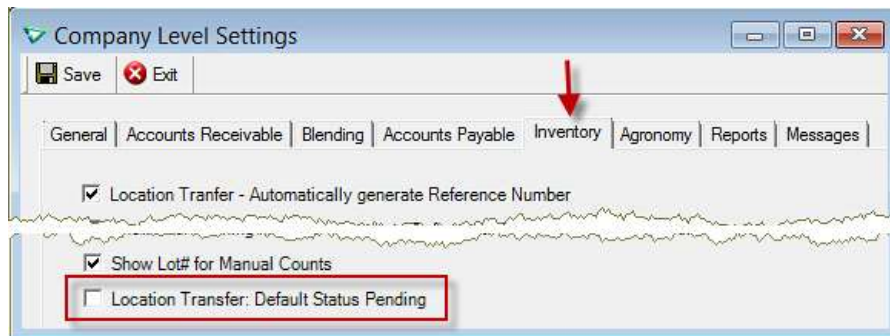 Company Level Settings
Save Exit
General Accounts Receivable Blending Accounts Payable Inventory Agronomy Reports Messages
Location Tranfer - Automatically generate Reference Number
Show Lot# for Manual Counts
Location Transfer: Default Status Pending